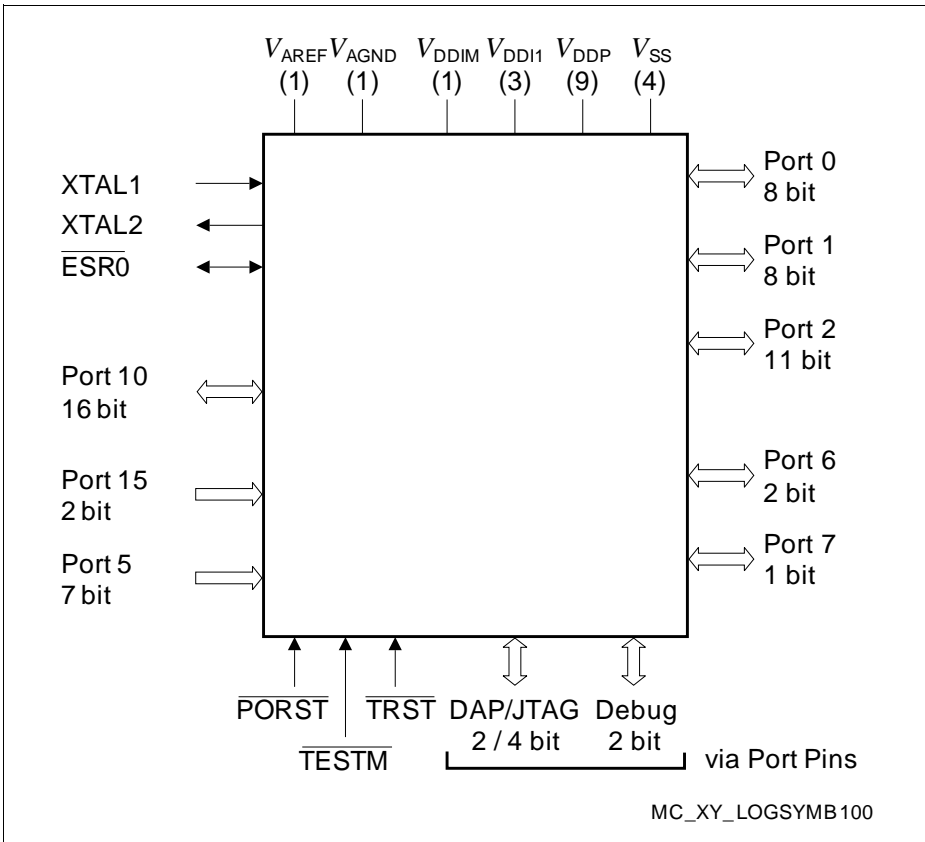 VAREF VAGND VDDIM VDDI1 VDDP VSS
(1) (1) (1) (3) (9) (4)
XTAL1
XTAL2
ESR0
Port 10
16 bit
Port 15
2 bit
Port 5
7 bit
Port 0
8 bit
Port 1
8 bit
Port 2
11 bit
Port 6
2 bit
Port 7
1 bit
PORST TRST DAP/JTAG Debug
2 / 4 bit 2 bit
TESTM
via Port Pins
MC_XY_LOGSYMB100